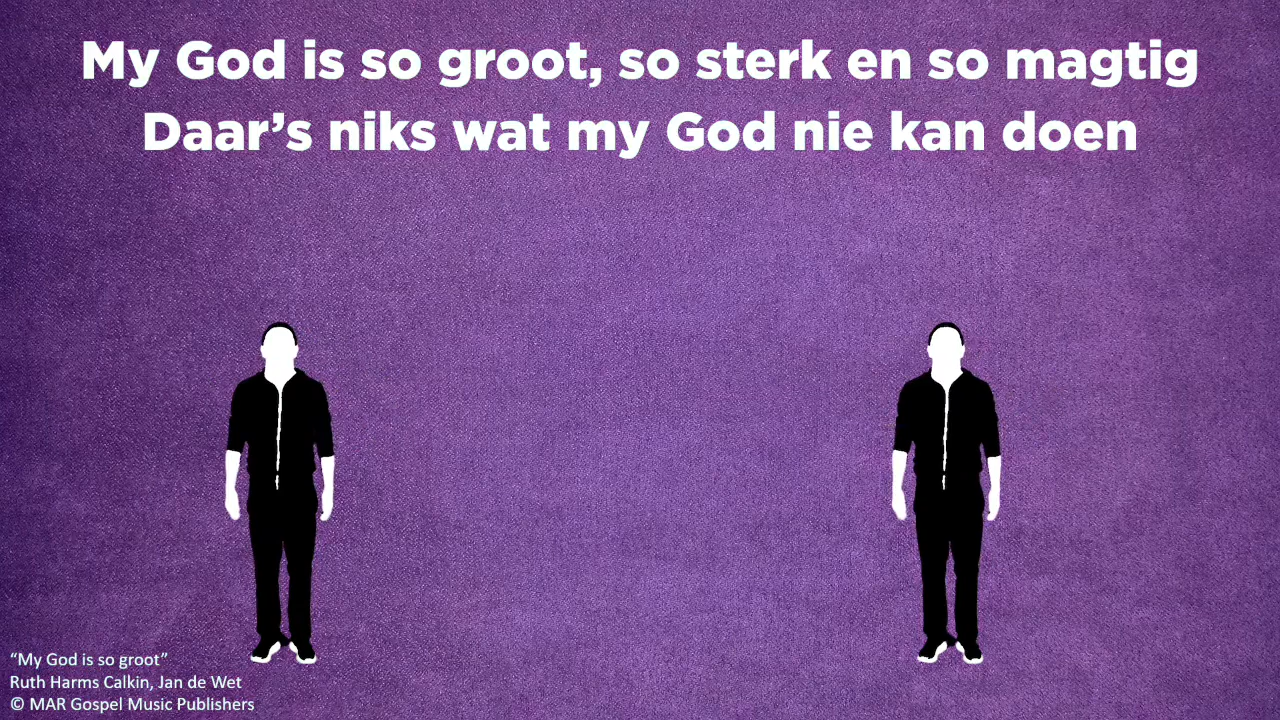 My God is so groot, so sterk en so magtig
Daar’s niks wat my God nie kan doen
“My God is so groot”
Ruth Harms Calkin, Jan de Wet
© MAR Gospel Music Publishers